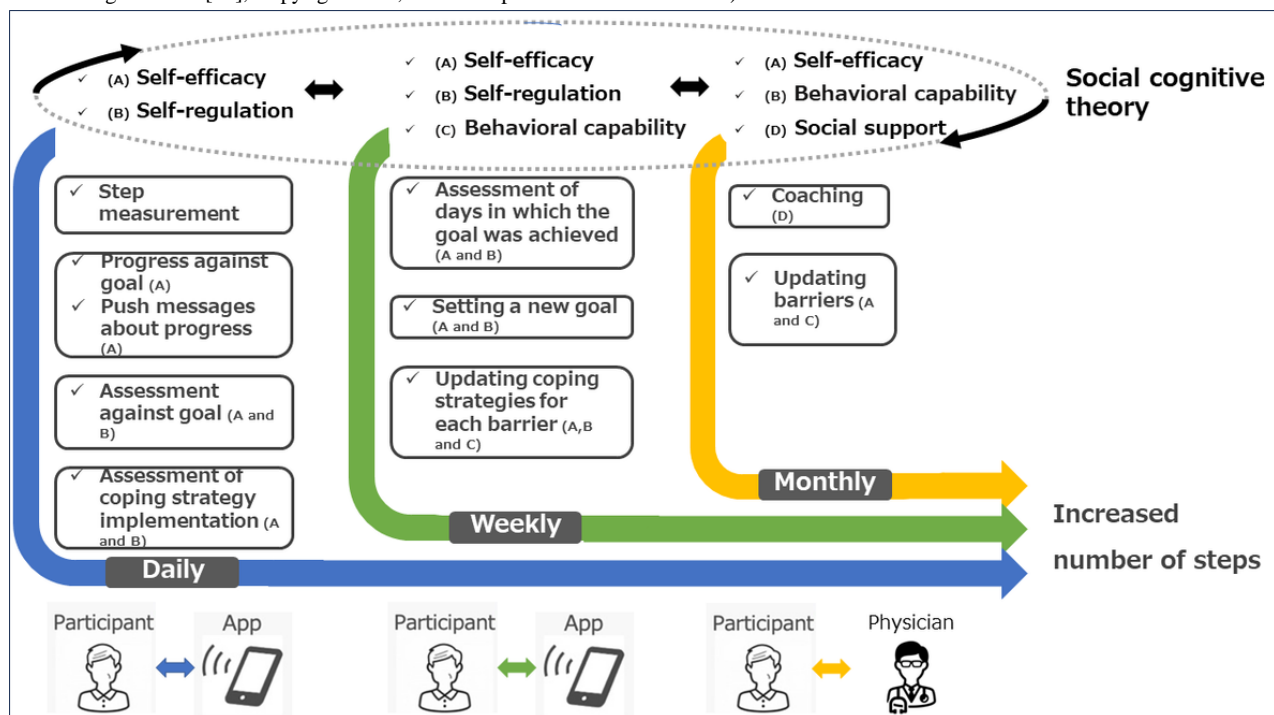 ✓ (A) Self-efficacy
✓ (B) Self-regulation
✓ (A) Self-efficacy
✓ (B) Self-regulation
✓ (C) Behavioral capability
✓ (A) Self-efficacy
✓ (B) Behavioral capability
✓ (D) Social support
Social cognitive
theory
✓ Step
measurement
✓ Progress against
goal (A)
✓ Push messages
about progress
(A)
✓ Assessment
against goal (A and
B)
✓ Assessment of
coping strategy
implementation (A
and B)
Daily
✓ Assessment of
days in which the
goal was achieved
(A and B)
✓ Setting a new goal
(A and B)
✓ Updating coping
strategies for
each barrier (A,B
and C)
Weekly
✓ Coaching
(D)
✓ Updating
barriers (A
and C)
Monthly
Increased
number of steps
Participant
App
Participant
App
Participant
Physician